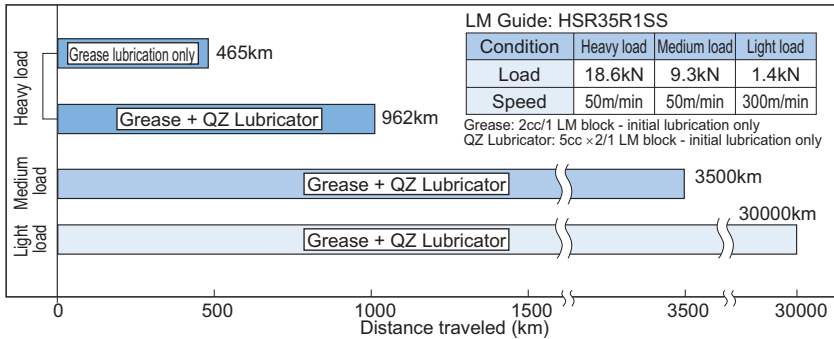 LM Guide: HSR35R1SS
Condition Heavy load Medium load Light load
Load 18.6kN 9.3kN 1.4kN
Speed 50m/min 50m/min 300m/min
Grease: 2cc/1 LM block - initial lubrication only
QZ Lubricator: 5cc ×2/1 LM block - initial lubrication only
Heavy load
Grease lubrication only 465km
Grease + QZ Lubricator 962km
Medium
load
Grease + QZ Lubricator 3500km
Light
load
Grease + QZ Lubricator 30000km
0 500 1000 1500 3500 30000
Distance traveled (km)